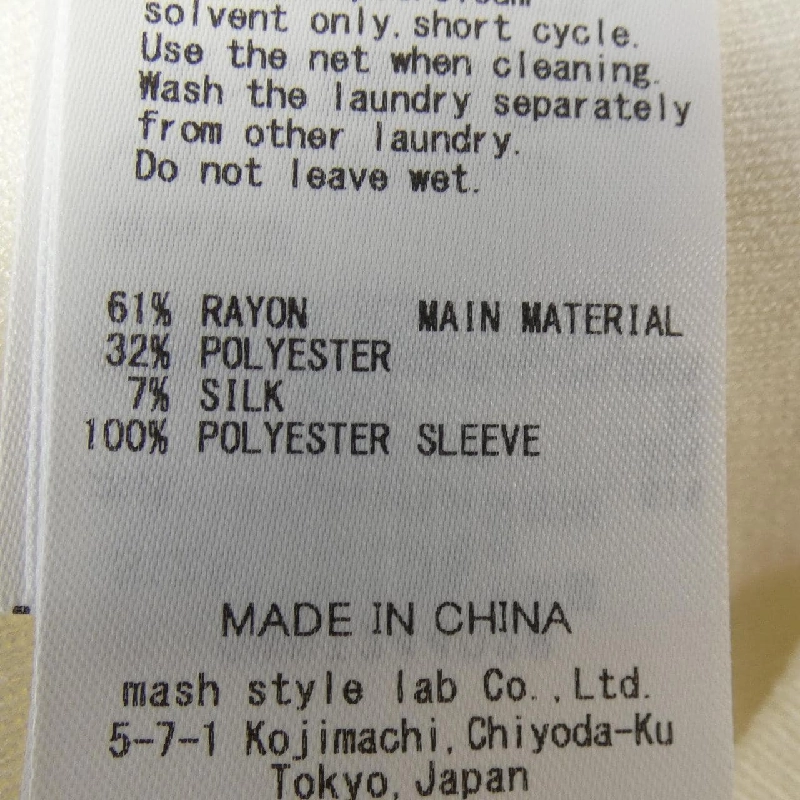 solvent only. short cycle.
Use the net when cleaning.
Wash the laundry separately
from other laundry.
Do not leave wet.
61% RAYON MAIN MATERIAL
32% POLYESTER
7% SILK
100% POLYESTER SLEEVE
MADE IN CHINA
mash style lab Co.,Ltd.
5-7-1 Kojimachi, Chiyoda-Ku
Tokyo, Japan